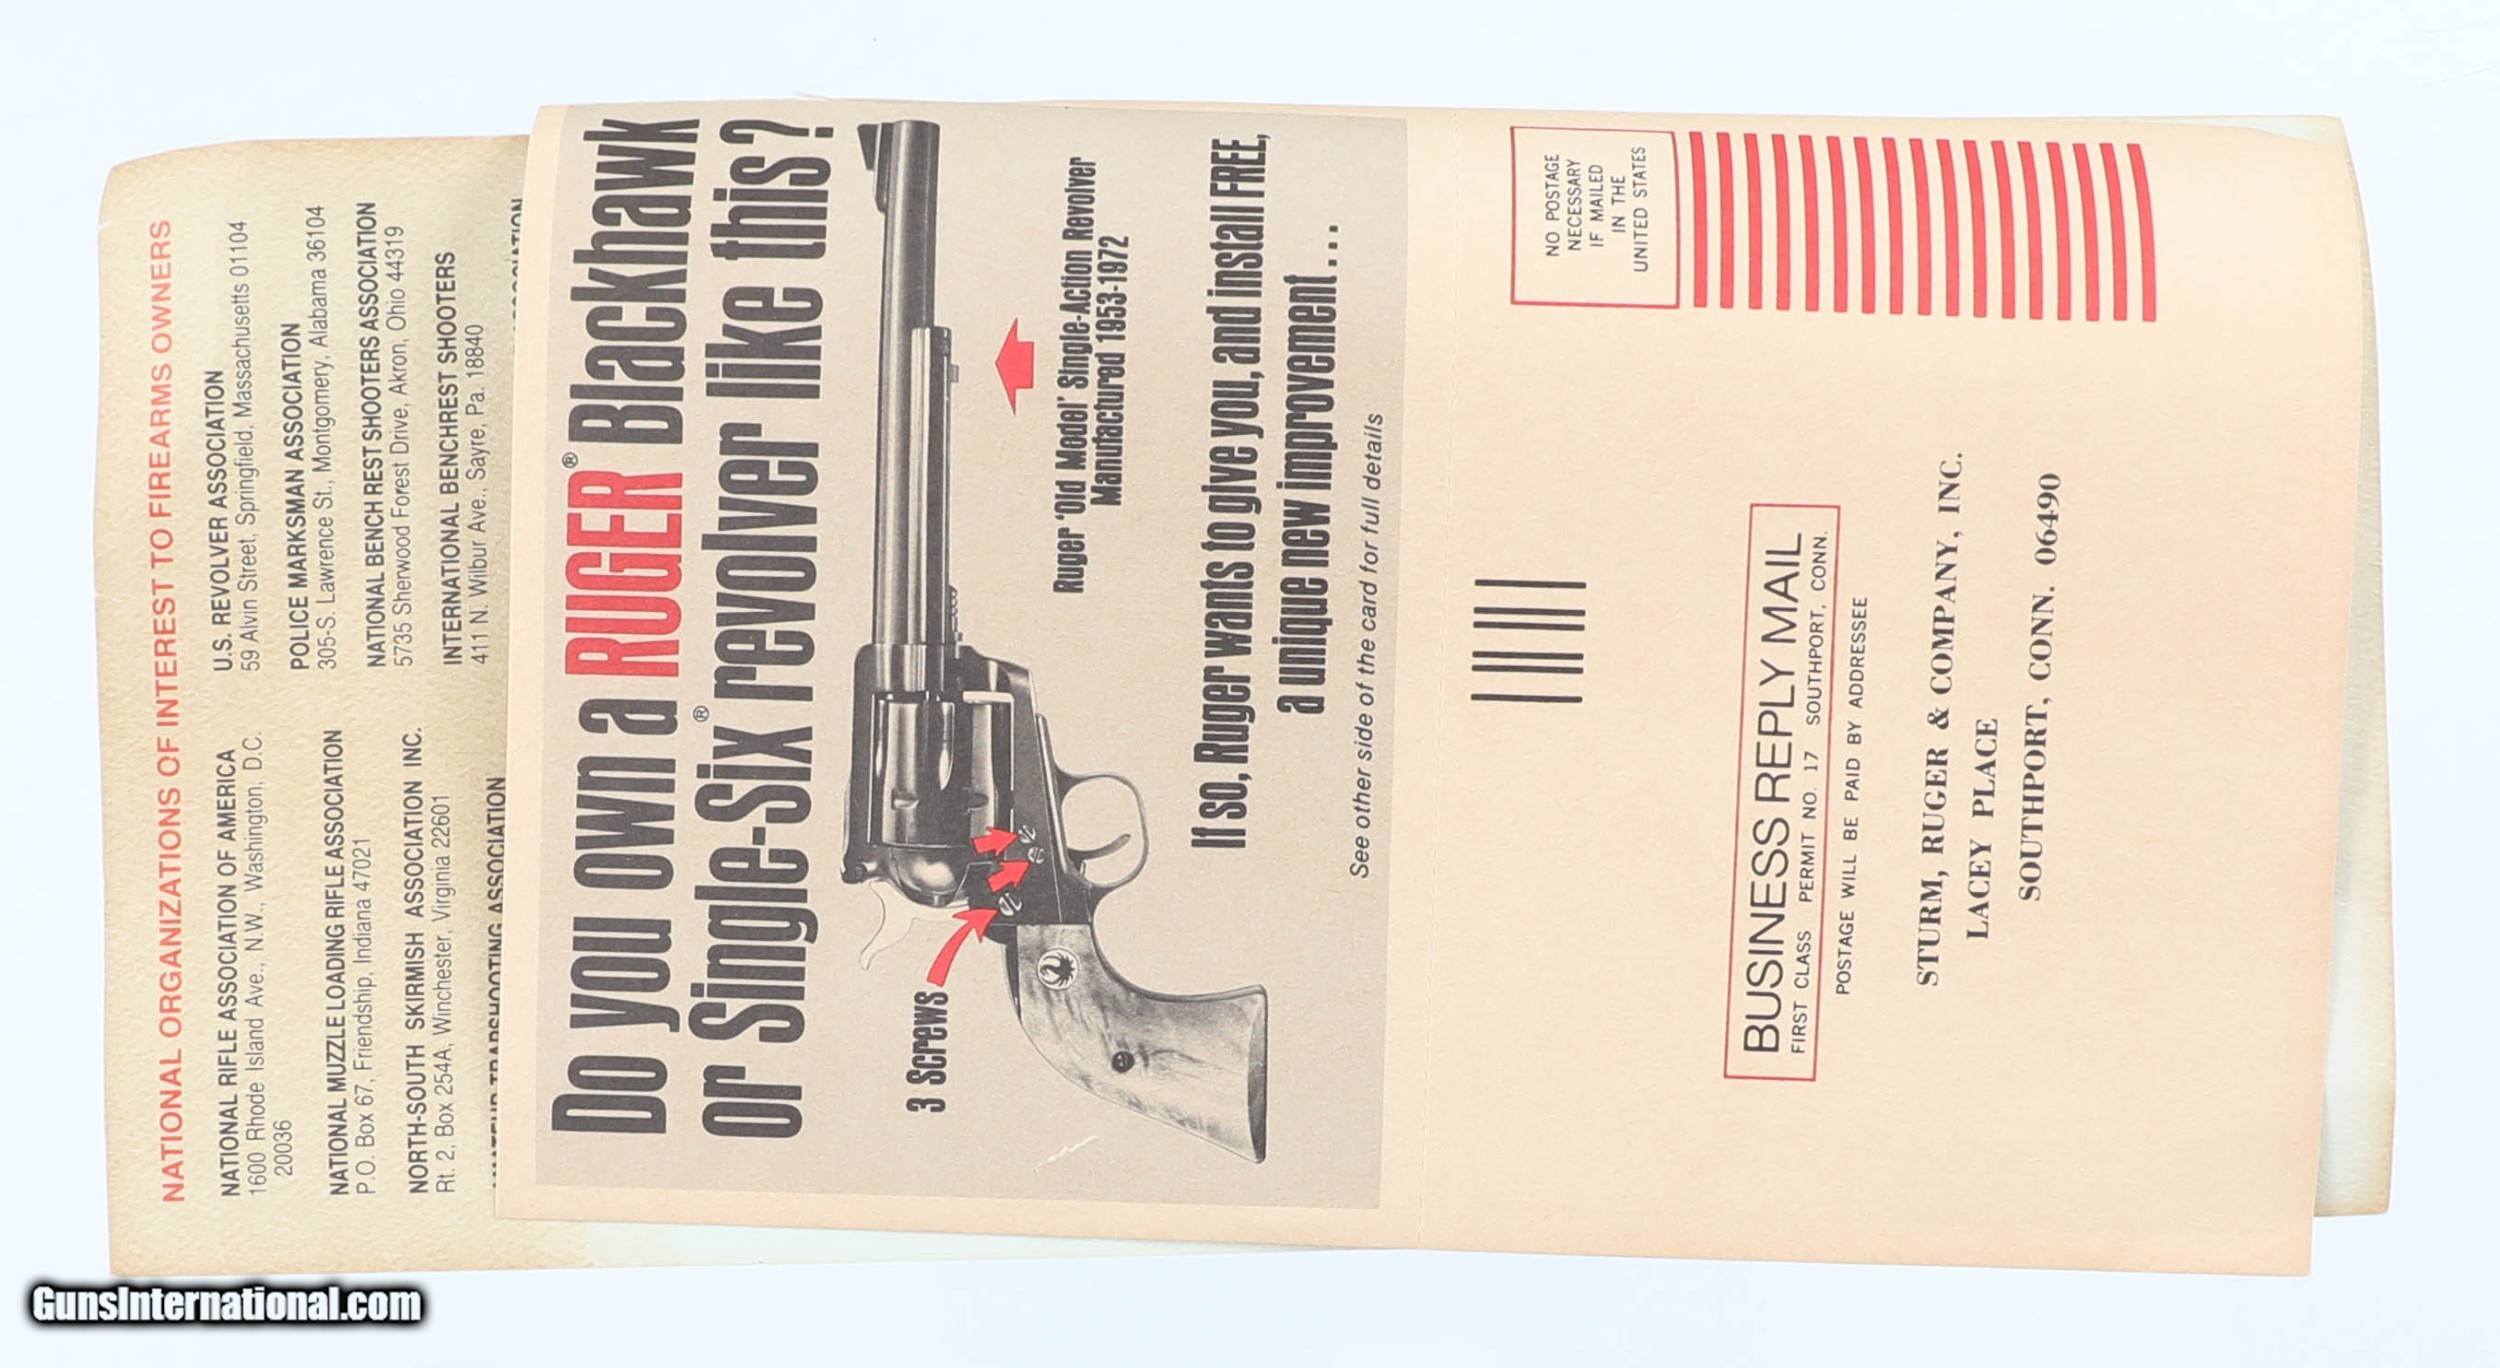 NATIONAL ORGANIZATIONS OF INTEREST TO FIREARMS OWNERS
NATIONAL RIFLE ASSOCIATION OF AMERICA
1600 Rhode Island Ave., N.W., Washington, D.C.
20036
NATIONAL MUZZLE LOADING RIFLE ASSOCIATION
P.O. Box 67, Friendship, Indiana 47021
NORTH-SOUTH SKIRMISH ASSOCIATION INC.
Rt. 2, Box 254A, Winchester, Virginia 22601
AMATEUR TRAPSHOOTING ASSOCIATION
U.S. REVOLVER ASSOCIATION
59 Alvin Street, Springfield, Massachusetts 01104
POLICE MARKSMAN ASSOCIATION
305-S. Lawrence St., Montgomery, Alabama 36104
NATIONAL BENCH REST SHOOTERS ASSOCIATION
5735 Sherwood Forest Drive, Akron, Ohio 44319
INTERNATIONAL BENCHREST SHOOTERS
411 N. Wilbur Ave., Sayre, Pa. 18840
ASSOCIATION
Do you own a RUGER® Blackhawk
or Single-Six® revolver like this?
3 Screws
Ruger 'Old Model' Single-Action Revolver
Manufactured 1953-1972
If so, Ruger wants to give you, and install FREE,
a unique new improvement...
See other side of the card for full details
NO POSTAGE
NECESSARY
IF MAILED
IN THE
UNITED STATES
BUSINESS REPLY MAIL
FIRST CLASS PERMIT NO. 17 SOUTHPORT, CONN.
POSTAGE WILL BE PAID BY ADDRESSEE
STURM, RUGER & COMPANY, INC.
LACEY PLACE
SOUTHPORT, CONN. 06490
GunsInternational.com